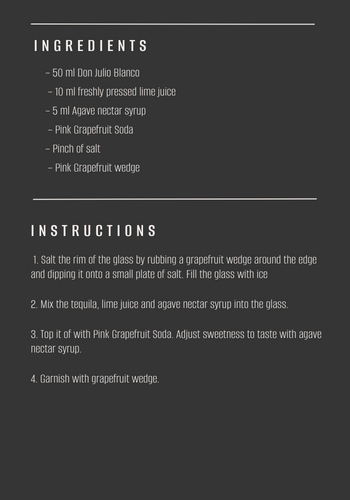 INGREDIENTS
– 50 ml Don Julio Blanco
– 10 ml freshly pressed lime juice
– 5 ml Agave nectar syrup
– Pink Grapefruit Soda
– Pinch of salt
– Pink Grapefruit wedge
INSTRUCTIONS
1. Salt the rim of the glass by rubbing a grapefruit wedge around the edge
and dipping it onto a small plate of salt. Fill the glass with ice
2. Mix the tequila, lime juice and agave nectar syrup into the glass.
3. Top it of with Pink Grapefruit Soda. Adjust sweetness to taste with agave
nectar syrup.
4. Garnish with grapefruit wedge.